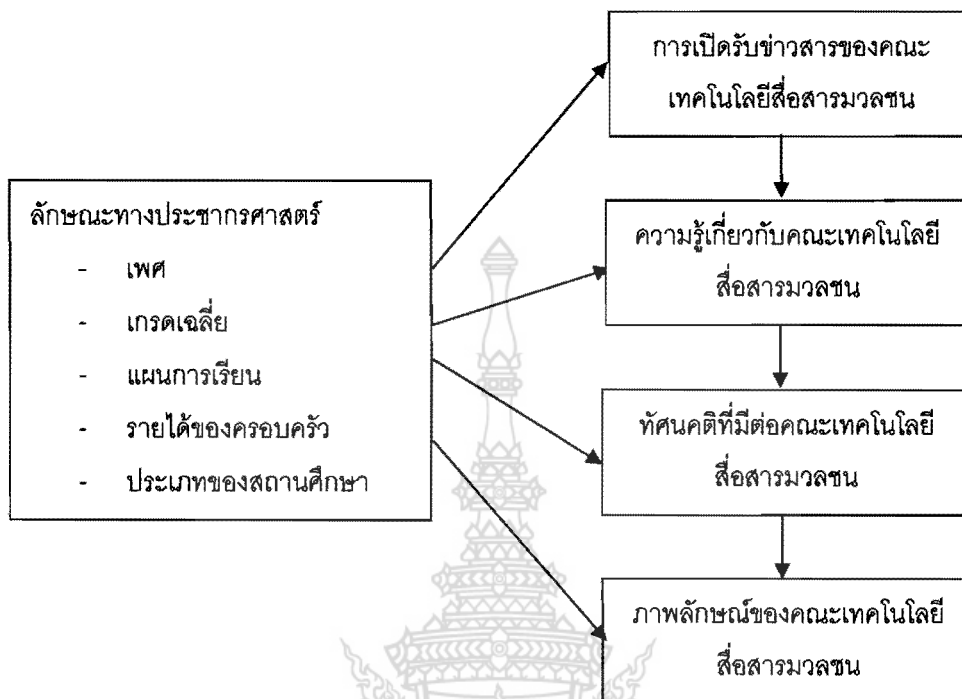 การเปิดรับข่าวสารของคณะ
เทคโนโลยีสื่อสารมวลชน
ลักษณะทางประชากรศาสตร์
- เพศ
- เกรดเฉลี่ย
- แผนการเรียน
- รายได้ของครอบครัว
- ประเภทของสถานศึกษา
ความรู้เกี่ยวกับคณะเทคโนโลยี
สื่อสารมวลชน
ทัศนคติที่มีต่อคณะเทคโนโลยี
สื่อสารมวลชน
ภาพลักษณ์ของคณะเทคโนโลยี
สื่อสารมวลชน